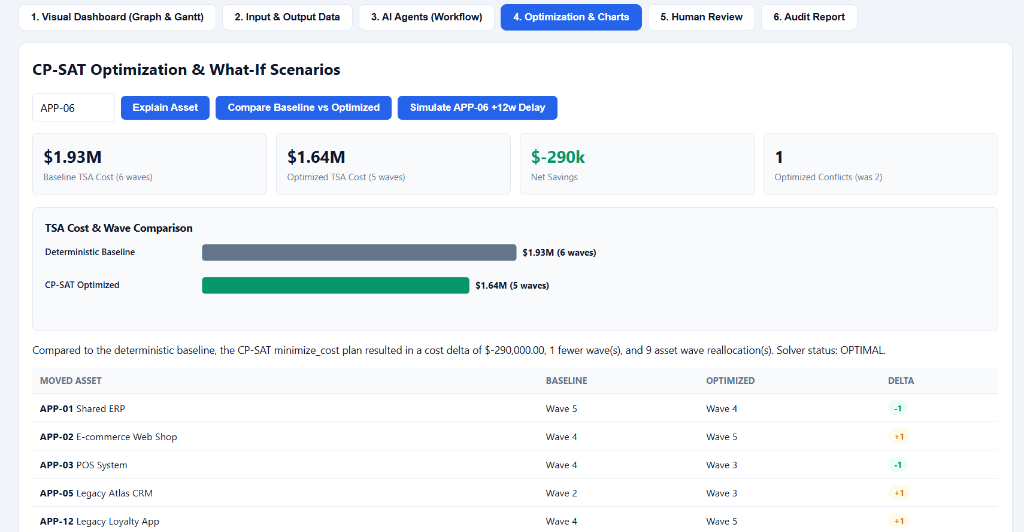 1. Visual Dashboard (Graph & Gantt) 2. Input & Output Data 3. AI Agents (Workflow) 4. Optimization & Charts 5. Human Review 6. Audit Report
CP-SAT Optimization & What-If Scenarios
APP-06 Explain Asset Compare Baseline vs Optimized Simulate APP-06 +12w Delay
$1.93M $1.64M $-290k 1
Baseline TSA Cost (6 waves) Optimized TSA Cost (5 waves) Net Savings Optimized Conflicts (was 2)
TSA Cost & Wave Comparison
Deterministic Baseline $1.93M (6 waves)
CP-SAT Optimized $1.64M (5 waves)
Compared to the deterministic baseline, the CP-SAT minimize_cost plan resulted in a cost delta of $-290,000.00, 1 fewer wave(s), and 9 asset wave reallocation(s). Solver status: OPTIMAL.
MOVED ASSET BASELINE OPTIMIZED DELTA
APP-01 Shared ERP Wave 5 Wave 4 -1
APP-02 E-commerce Web Shop Wave 4 Wave 5 +1
APP-03 POS System Wave 4 Wave 3 -1
APP-05 Legacy Atlas CRM Wave 2 Wave 3 +1
APP-12 Legacy Loyalty App Wave 4 Wave 5 +1